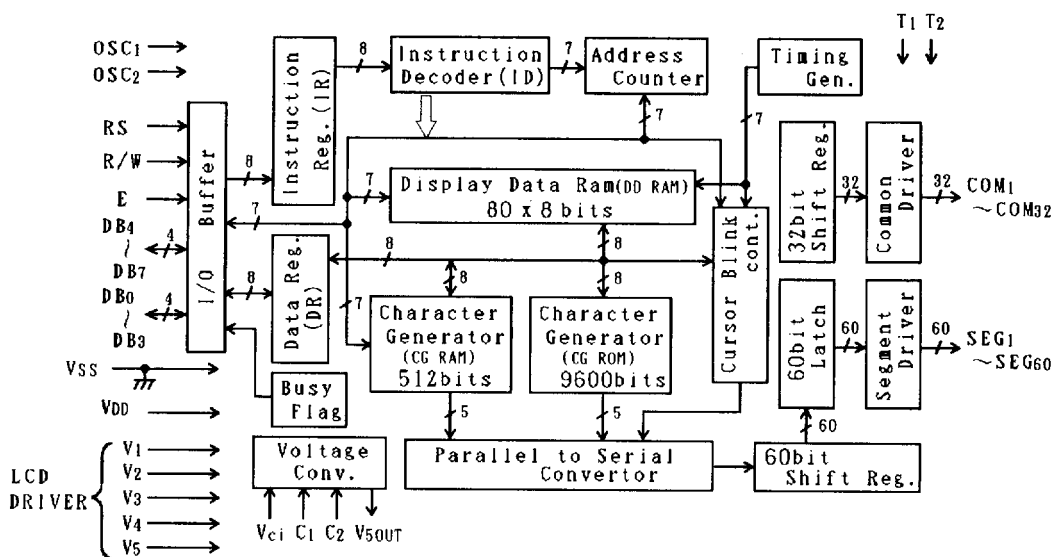 OSC1
OSC2
RS
R/W
E
DB4
~
DB7
DB0
~
DB3
VSS
VDD
LCD
DRIVER
V1
V2
V3
V4
V5
4
4
I/O Buffer
8
7
8
Instruction
Reg.(IR)
8
Instruction
Decoder(ID)
7
Address
Counter
7
Timing
Gen.
7
T1 T2
7
Display Data Ram(DD RAM)
80 x 8bits
8
8
Data Reg.
(DR)
7
8
8
Character
Generator
(CG RAM)
512bits
Character
Generator
(CG ROM)
9600bits
Cursor Blink
cont.
Busy
Flag
5
5
Voltage
Conv.
Vci C1 C2 V5OUT
Parallel to Serial
Convertor
60bit
Shift Reg.
60
32bit
Shift Reg.
32
Common
Driver
32
COM1
~COM32
60bit
Latch
60
Segment
Driver
60
SEG1
~SEG60